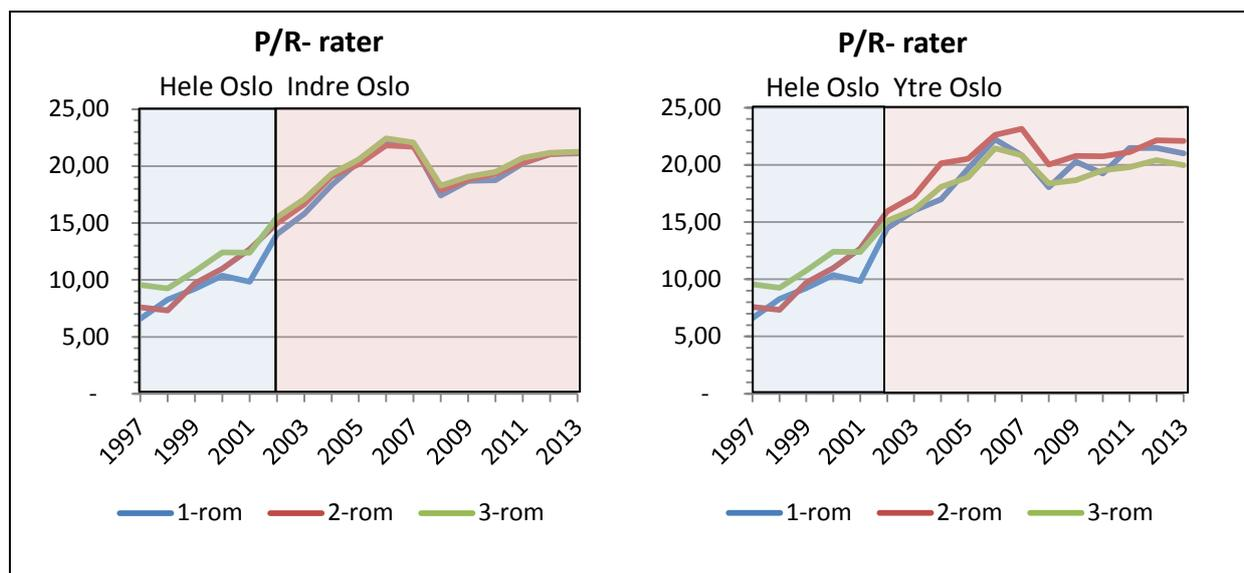 P/R- rater
Hele Oslo Indre Oslo
25,00
20,00
15,00
10,00
5,00
-
1997 1999 2001 2003 2005 2007 2009 2011 2013
1-rom 2-rom 3-rom
P/R- rater
Hele Oslo Ytre Oslo
25,00
20,00
15,00
10,00
5,00
-
1997 1999 2001 2003 2005 2007 2009 2011 2013
1-rom 2-rom 3-rom